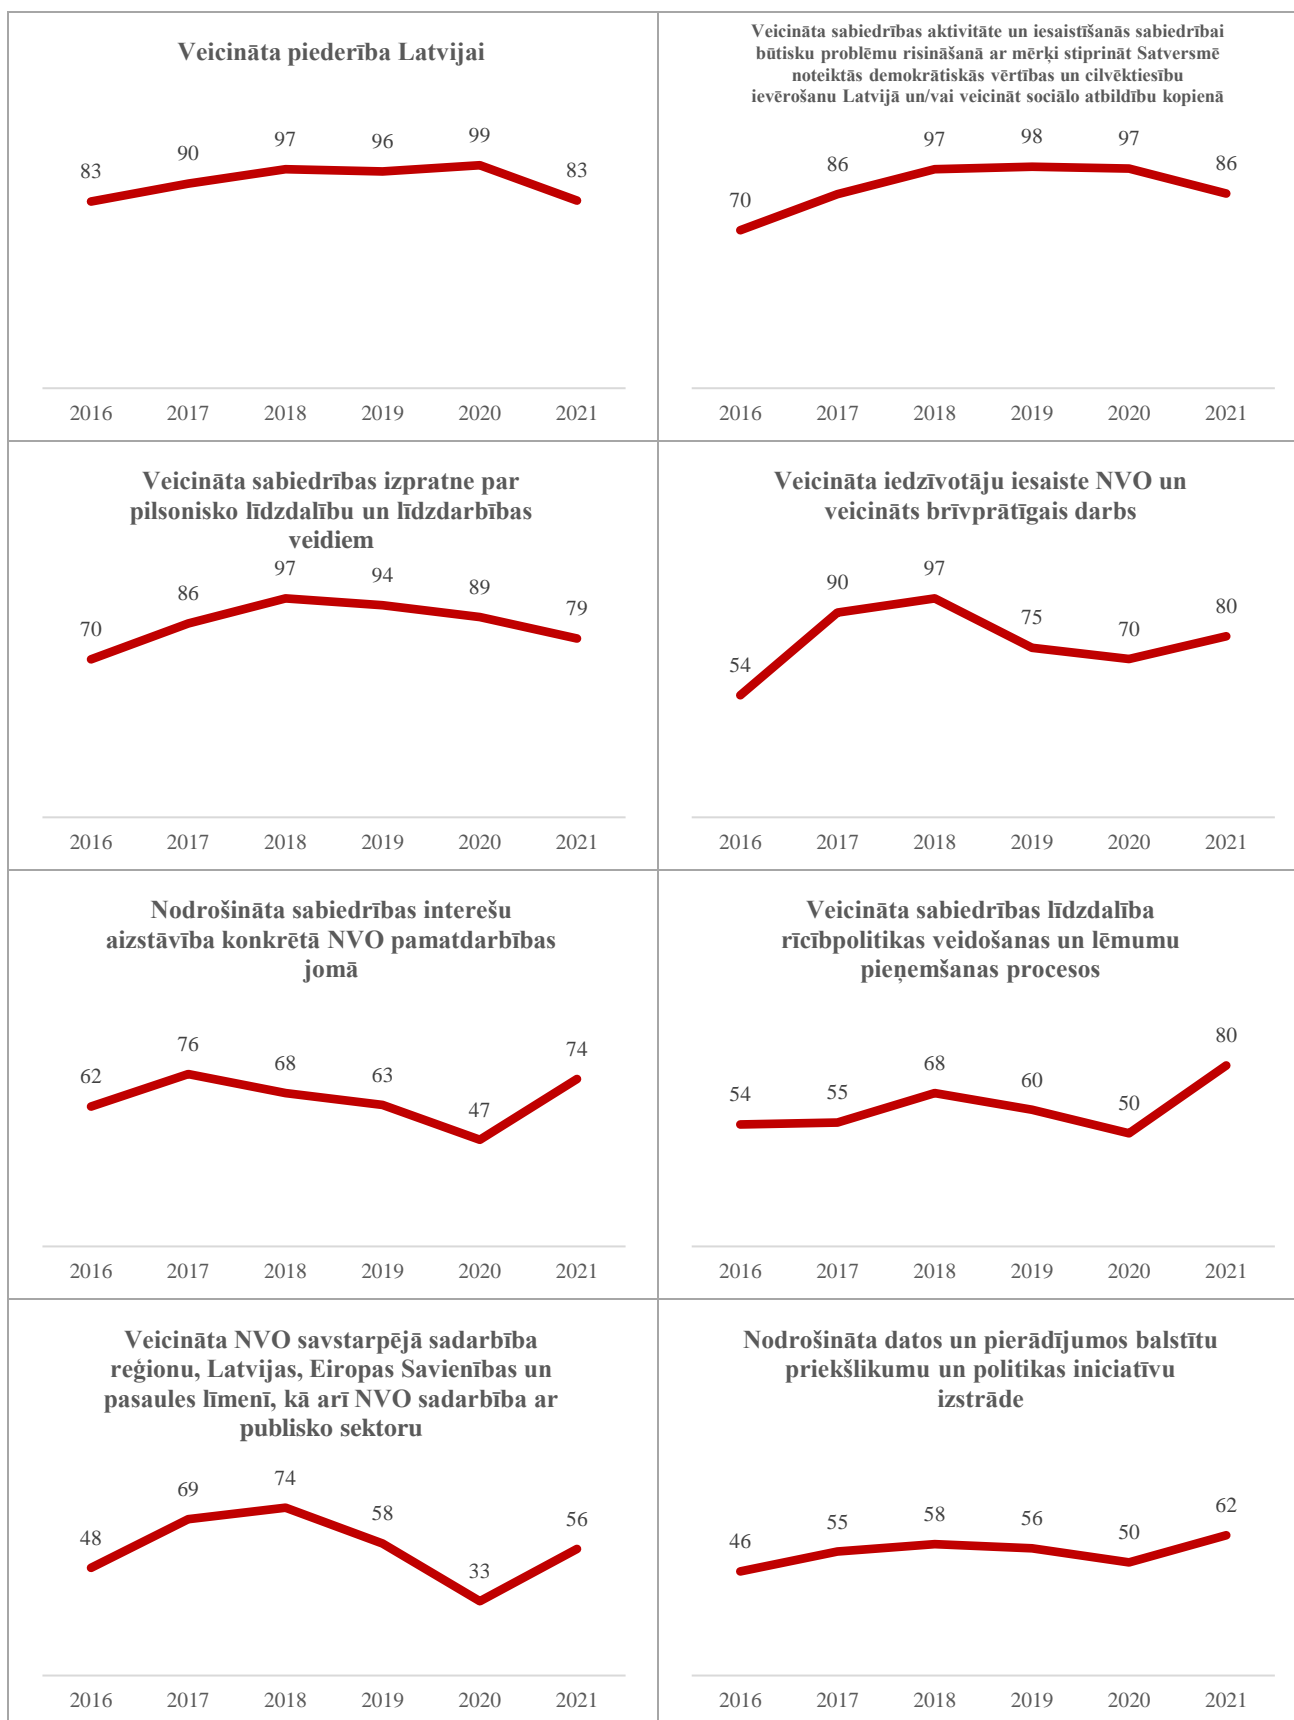 Veicināta piederība Latvijai
83 90 97 96 99 83
2016 2017 2018 2019 2020 2021
Veicināta sabiedrības aktivitāte un iesaistīšanās sabiedrībai
būtisku problēmu risināšanā ar mērķi stiprināt Satversmē
noteiktās demokrātiskās vērtības un cilvēktiesību
ievērošanu Latvijā un/vai veicināt sociālo atbildību kopienā
70 86 97 98 97 86
2016 2017 2018 2019 2020 2021
Veicināta sabiedrības izpratne par
pilsonisko līdzdalību un līdzdarbības
veidiem
70 86 97 94 89 79
2016 2017 2018 2019 2020 2021
Veicināta iedzīvotāju iesaiste NVO un
veicināts brīvprātīgais darbs
54 90 97 75 70 80
2016 2017 2018 2019 2020 2021
Nodrošināta sabiedrības interešu
aizstāvība konkrētā NVO pamatdarbības
jomā
62 76 68 63 47 74
2016 2017 2018 2019 2020 2021
Veicināta sabiedrības līdzdalība
rīcībpolitikas veidošanas un lēmumu
pieņemšanas procesos
54 55 68 60 50 80
2016 2017 2018 2019 2020 2021
Veicināta NVO savstarpējā sadarbība
reģionu, Latvijas, Eiropas Savienības un
pasaules līmenī, kā arī NVO sadarbība ar
publisko sektoru
48 69 74 58 33 56
2016 2017 2018 2019 2020 2021
Nodrošināta datos un pierādījumos balstītu
priekšlikumu un politikas iniciatīvu
izstrāde
46 55 58 56 50 62
2016 2017 2018 2019 2020 2021